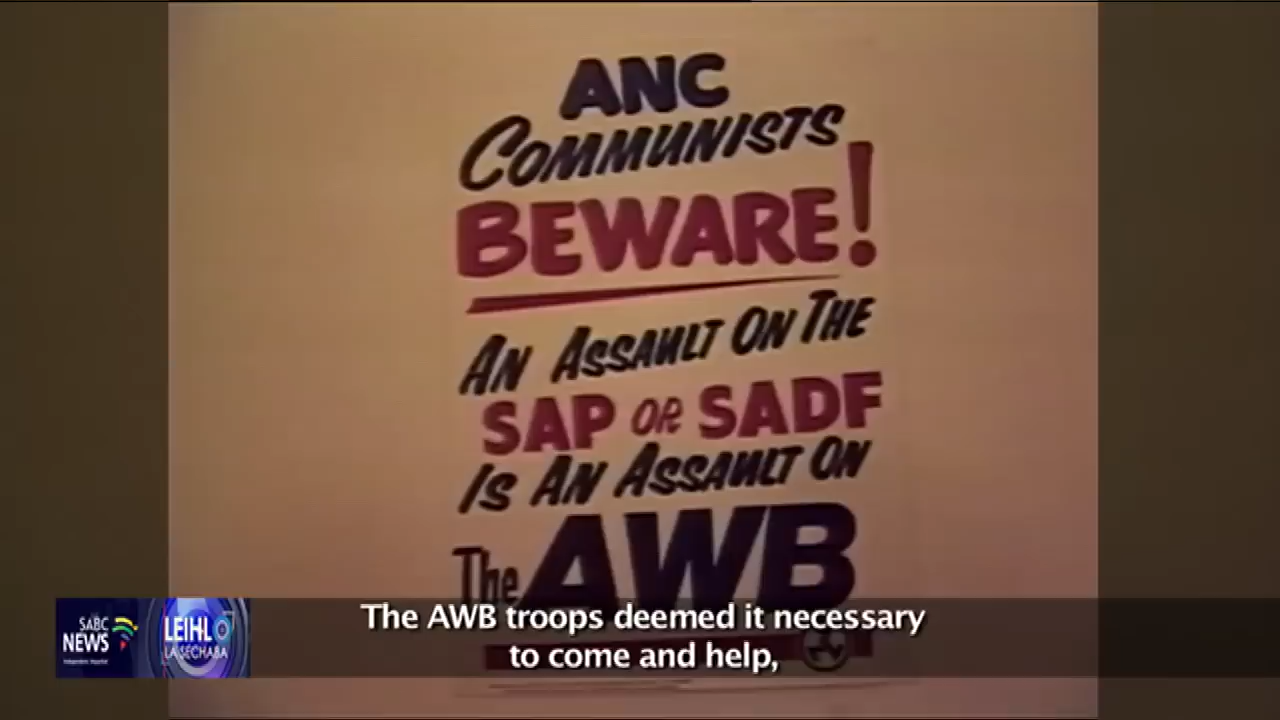 ANC
COMMUNISTS
BEWARE!
AN ASSAULT ON THE
SAP OR SADF
IS AN ASSAULT ON
The AWB
SABC
NEWS
LEIHLO
LA SECHABA
The AWB troops deemed it necessary
to come and help,